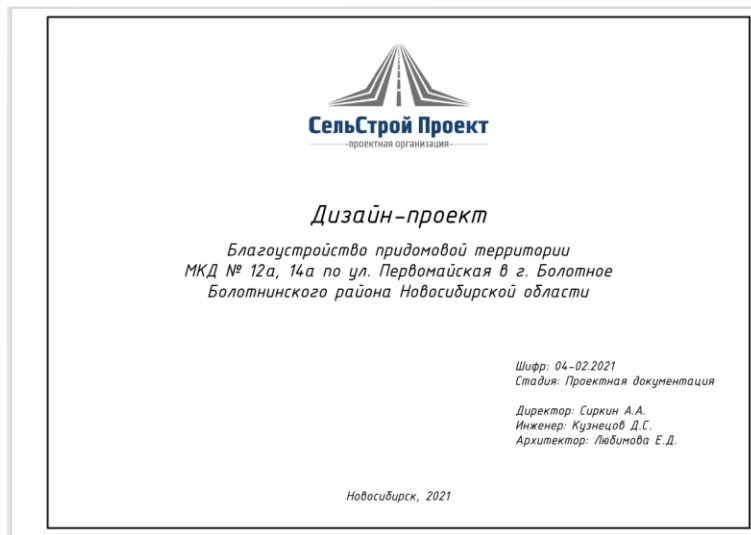 СельСтрой Проект
-проектная организация-
Дизайн-проект
Благоустройство придомовой территории
МКД № 12а, 14а по ул. Первомайская в г. Болотное
Болотнинского района Новосибирской области
Шифр: 04-02.2021
Стадия: Проектная документация
Директор: Сиркин А.А.
Инженер: Кузнецов Д.С.
Архитектор: Любимова Е.Д.
Новосибирск, 2021